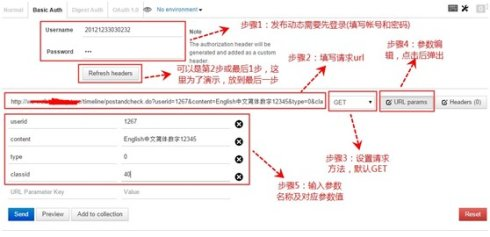 Normal
Basic Auth
Digest Auth
OAuth 1.0
No environment
步骤1：发布动态需要先登录(填写帐号和密码)
Username
20121233030232
Note
The authorization header will be generated and added as a custom header.
Password
步骤2：填写请求url
步骤4：参数编
辑，点击后弹出
Refresh headers
可以是第2步或最后1步，这
里为了演示，放到最后一步
timeline/postandcheck.do?userid=1267&content=English中文简体数字12345&type=0&cla
GET
URL params
Headers (0)
userid
1267
content
English中文简体数字12345
type
0
classid
40
步骤3：设置请求
方法，默认GET
URL Parameter Key
Value
步骤5：输入参数
名称及对应参数值
Send
Preview
Add to collection
Reset